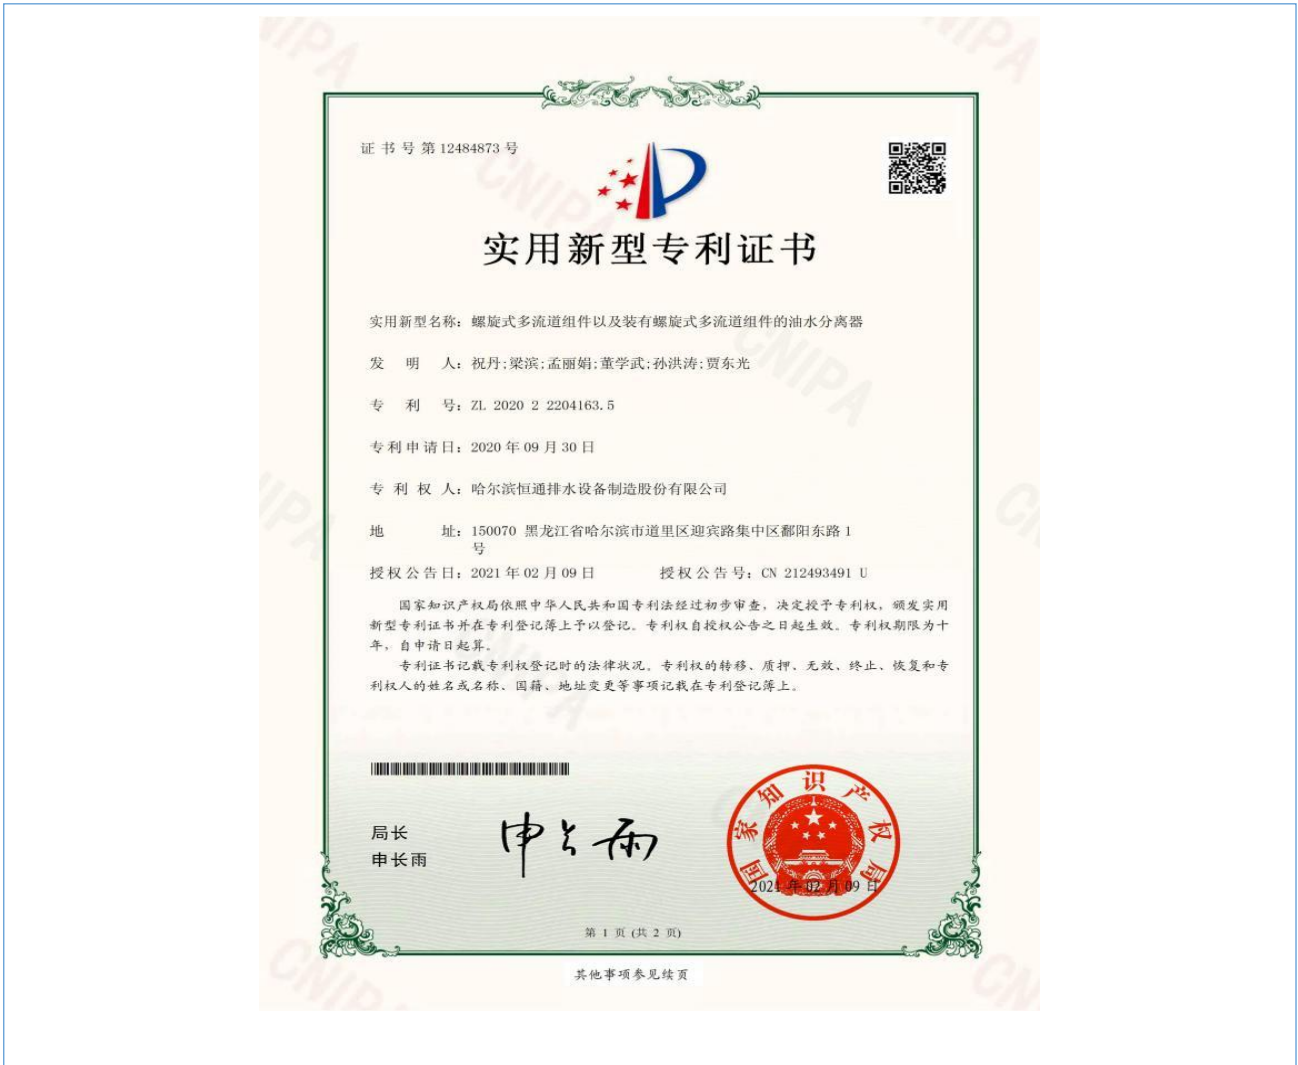 证书号第12484873号
实用新型专利证书
实用新型名称：螺旋式多流道组件以及装有螺旋式多流道组件的油水分离器
发明人：祝丹;梁滨;孟丽娟;董学武;孙洪涛;贾东光
专利号：ZL 2020 2 2204163.5
专利申请日：2020年09月30日
专利权人：哈尔滨恒通排水设备制造股份有限公司
地址：150070 黑龙江省哈尔滨市道里区迎宾路集中区鄱阳东路1
号
授权公告日：2021年02月09日 授权公告号：CN 212493491 U
国家知识产权局依照中华人民共和国专利法经过初步审查，决定授予专利权，颁发实用
新型专利证书并在专利登记簿上予以登记。专利权自授权公告之日起生效。专利权期限为十
年，自申请日起算。
专利证书记载专利权登记时的法律状况。专利权的转移、质押、无效、终止、恢复和专
利权人的姓名或名称、国籍、地址变更等事项记载在专利登记簿上。
局长
申长雨
申长雨
国家知识产权局
2021年02月09日
第 1 页 (共 2 页)
其他事项参见续页
CNIPA
CNIPA
CNIPA
CNIPA
CNIPA